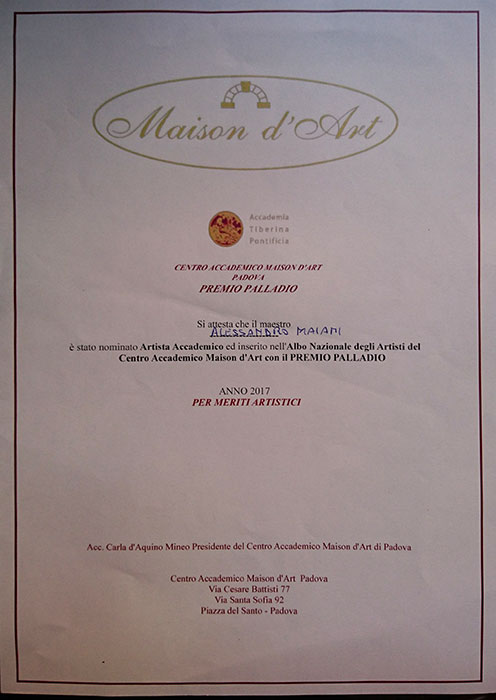 Maison d'Art
Accademia
Tiberina
Pontificia
CENTRO ACCADEMICO MAISON D'ART
PADOVA
PREMIO PALLADIO
Si attesta che il maestro
ALESSANDRO MAIANI
è stato nominato Artista Accademico ed inserito nell'Albo Nazionale degli Artisti del
Centro Accademico Maison d'Art con il PREMIO PALLADIO
ANNO 2017
PER MERITI ARTISTICI
Acc. Carla d'Aquino Mineo Presidente del Centro Accademico Maison d'Art di Padova
Centro Accademico Maison d'Art Padova
Via Cesare Battisti 77
Via Santa Sofia 92
Piazza del Santo - Padova